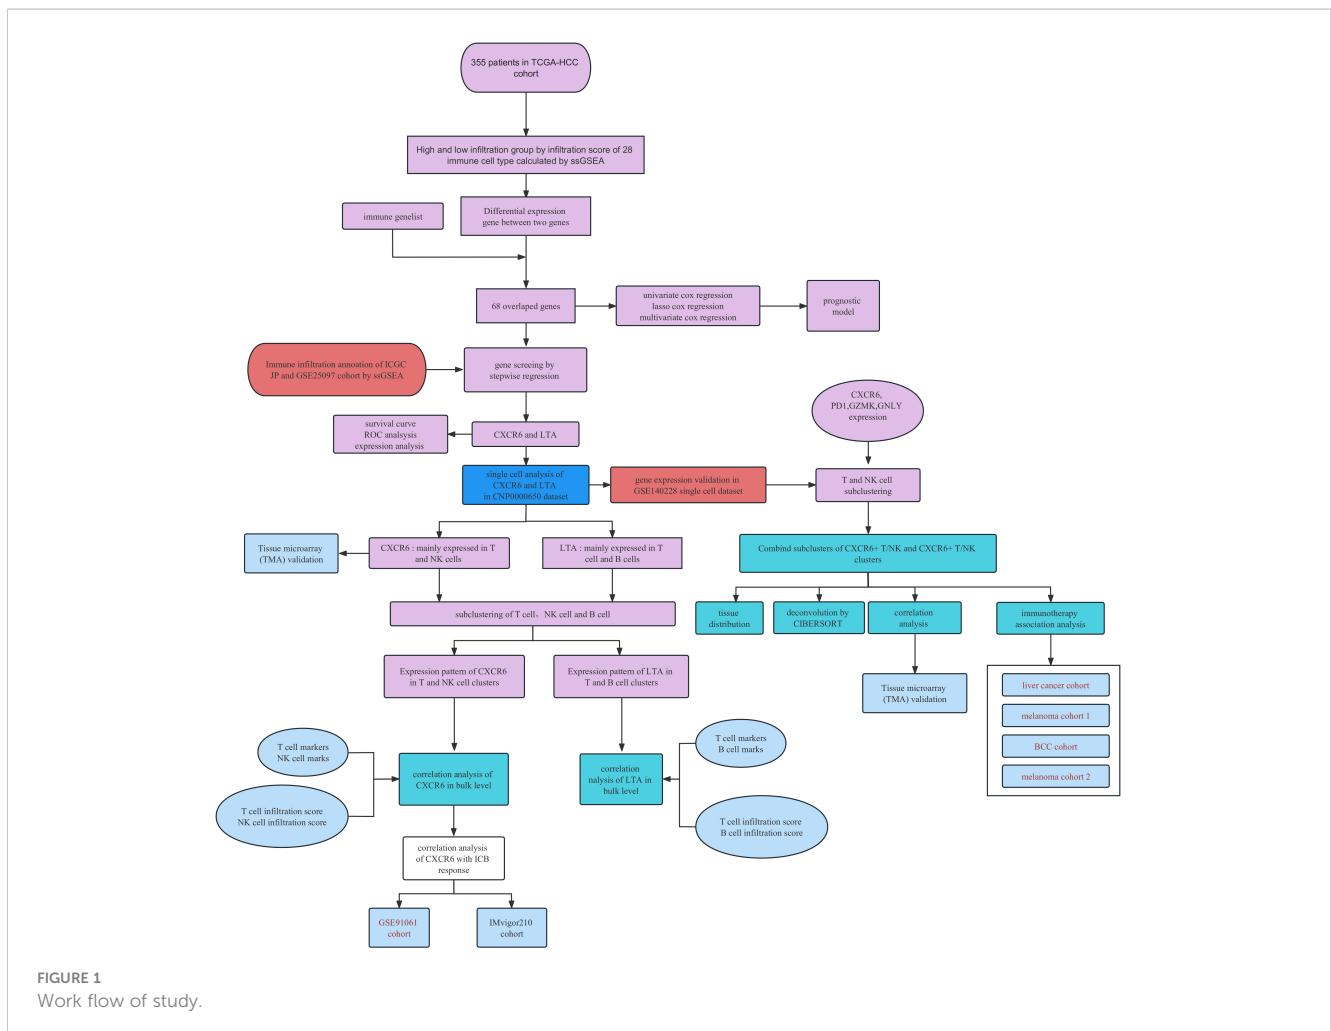 355 patients in TCGA-HCC
cohort
High and low infiltration group by infiltration score of 28
immune cell type calculated by ssGSEA
immune genelist
Differential expression
gene between two genes
68 overlaped genes
univariate cox regression
lasso cox regression
multivariate cox regression
prognostic
model
Immune infiltration annoation of ICGC
JP and GSE25097 cohort by ssGSEA
gene screeing by
stepwise regression
CXCR6,
PD1,GZMK,GNLY
expression
survival curve
ROC analsysis
expression analysis
CXCR6 and LTA
single cell analysis of
CXCR6 and LTA
in CNP0000650 dataset
gene expression validation in
GSE140228 single cell dataset
T and NK cell
subclustering
Tissue microarray
(TMA) validation
CXCR6 : mainly expressed in T
and NK cells
LTA : mainly expressed in T
cell and B cells
Combind subclusters of CXCR6+ T/NK and CXCR6+ T/NK
clusters
subclustering of T cell、NK cell and B cell
tissue
distribution
deconvolution by
CIBERSORT
correlation
analysis
immunotherapy
association analysis
Expression pattern of CXCR6
in T and NK cell clusters
Expression pattern of LTA in
T and B cell clusters
Tissue microarray
(TMA) validation
liver cancer cohort
melanoma cohort 1
BCC cohort
melanoma cohort 2
T cell markers
NK cell marks
T cell markers
B cell marks
correlation analysis of
CXCR6 in bulk level
correlation
nalysis of LTA in
bulk level
T cell infiltration score
NK cell infiltration score
T cell infiltration score
B cell infiltration score
correlation analysis
of CXCR6 with ICB
response
GSE91061
cohort
IMvigor210
cohort
FIGURE 1
Work flow of study.